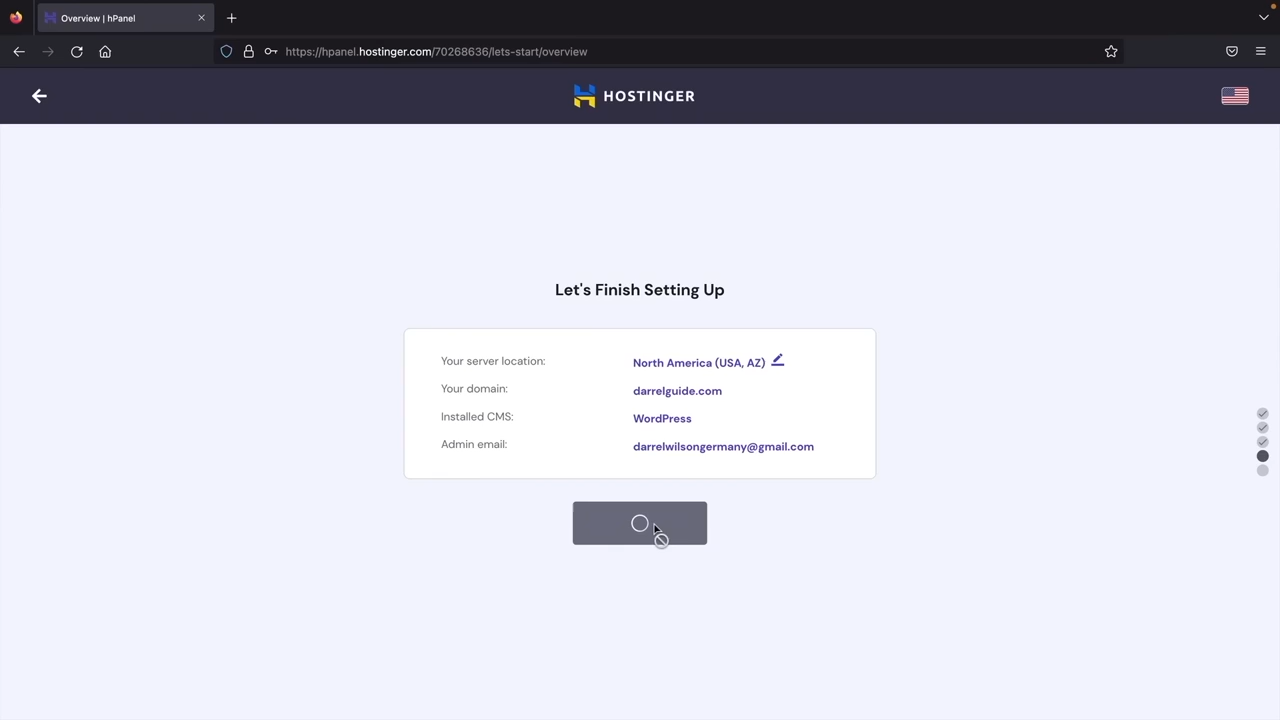 Overview | hPanel
https://hpanel.hostinger.com/70268636/lets-start/overview
HOSTINGER
Let's Finish Setting Up
Your server location: North America (USA, AZ)
Your domain: darrelguide.com
Installed CMS: WordPress
Admin email: darrelwilsongermany@gmail.com